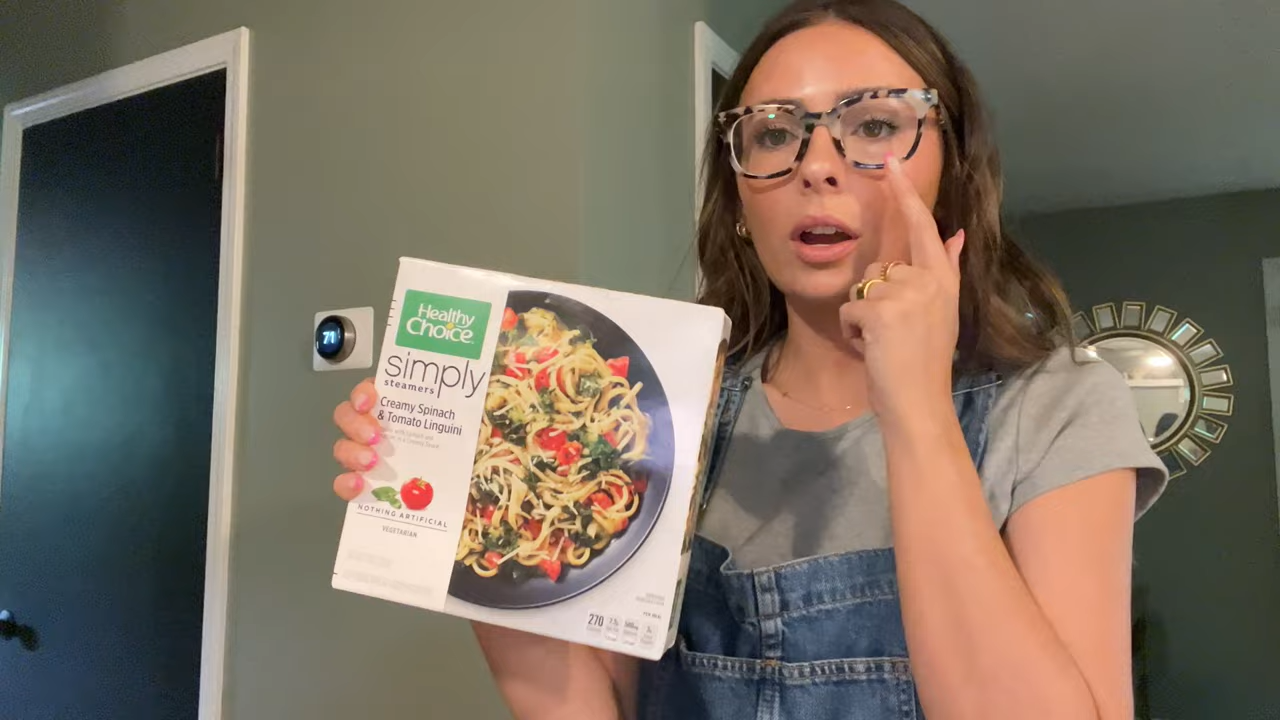 71
Healthy
Choice
simply
steamers
Creamy Spinach
& Tomato Linguini
NOTHING ARTIFICIAL
VEGETARIAN
270